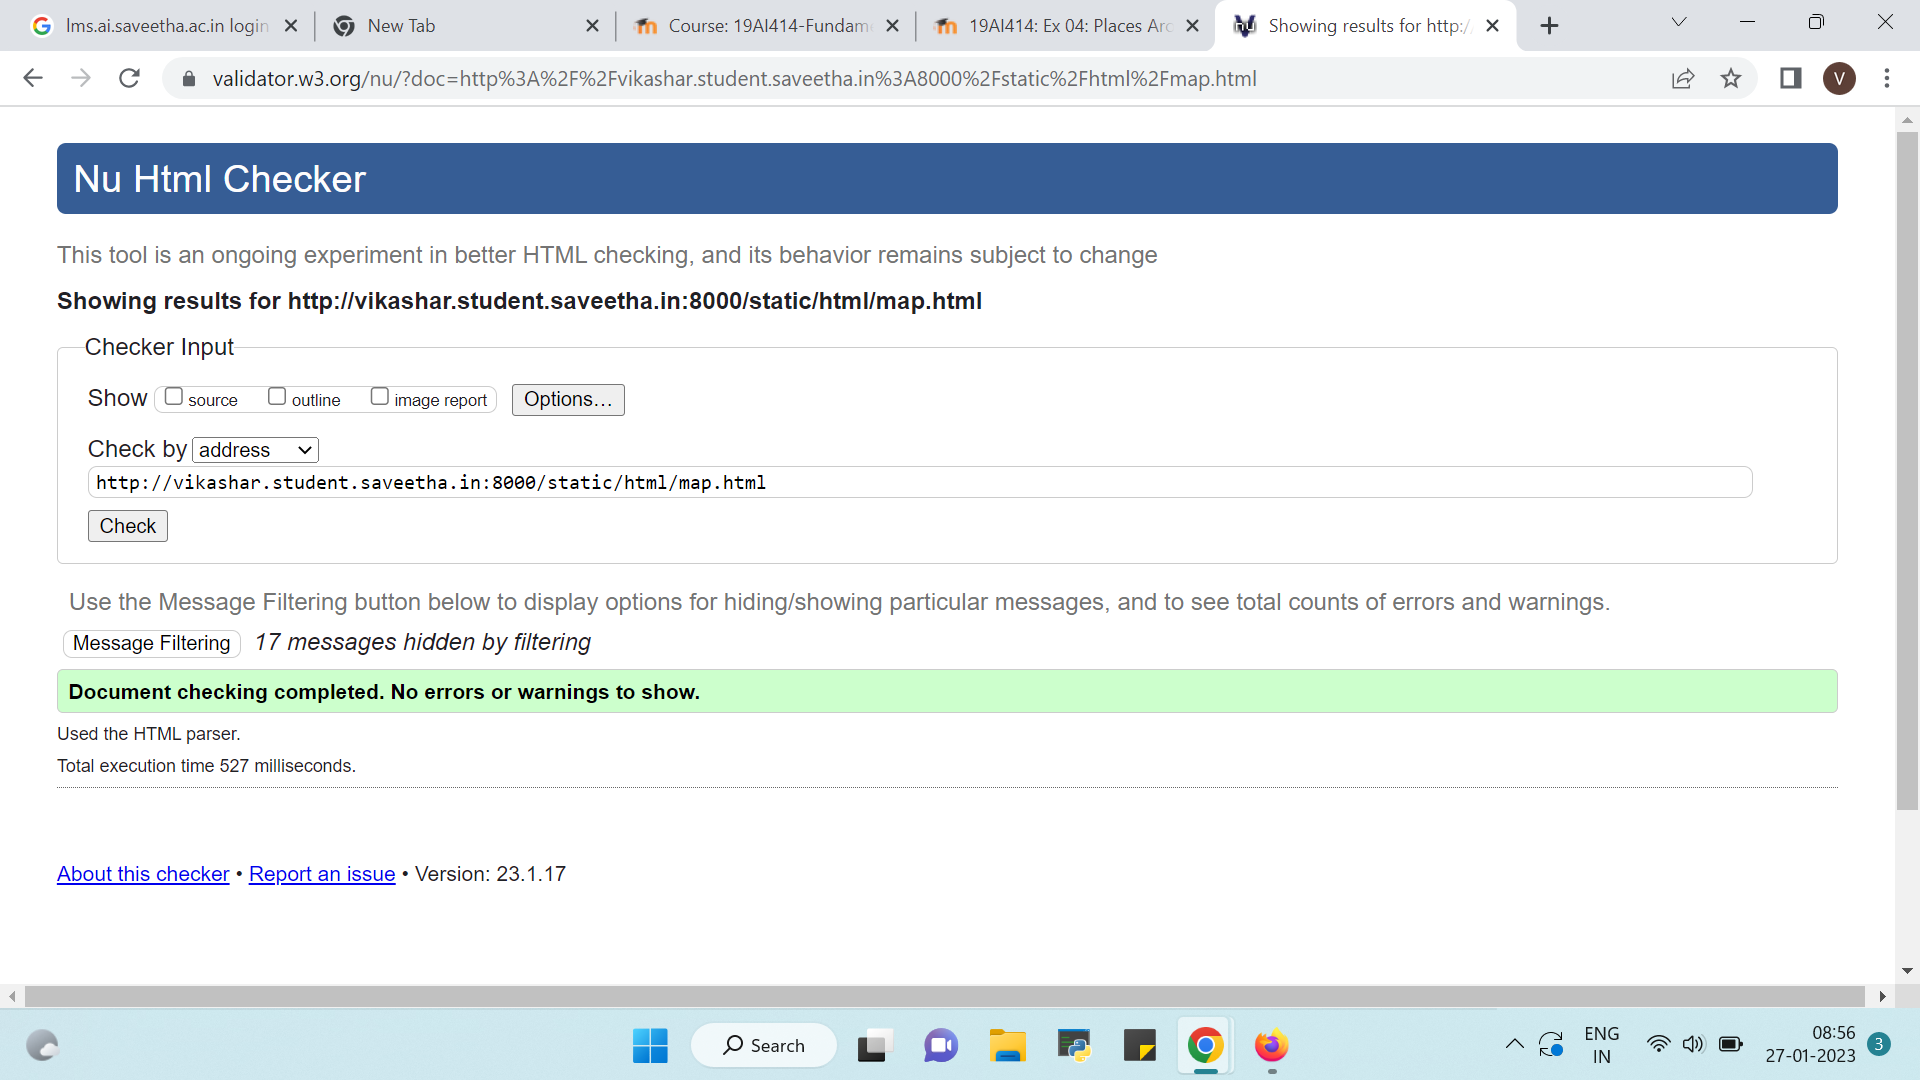 lms.ai.saveetha.ac.in login
New Tab
Course: 19AI414-Fundam
19AI414: Ex 04: Places Arc
Showing results for http:/
validator.w3.org/nu/?doc=http%3A%2F%2Fvikashar.student.saveetha.in%3A8000%2Fstatic%2Fhtml%2Fmap.html
V
Nu Html Checker
This tool is an ongoing experiment in better HTML checking, and its behavior remains subject to change
Showing results for http://vikashar.student.saveetha.in:8000/static/html/map.html
Checker Input
Show source outline image report Options...
Check by address
http://vikashar.student.saveetha.in:8000/static/html/map.html
Check
Use the Message Filtering button below to display options for hiding/showing particular messages, and to see total counts of errors and warnings.
Message Filtering 17 messages hidden by filtering
Document checking completed. No errors or warnings to show.
Used the HTML parser.
Total execution time 527 milliseconds.
About this checker • Report an issue • Version: 23.1.17
Search
ENG
IN
08:56
27-01-2023
3